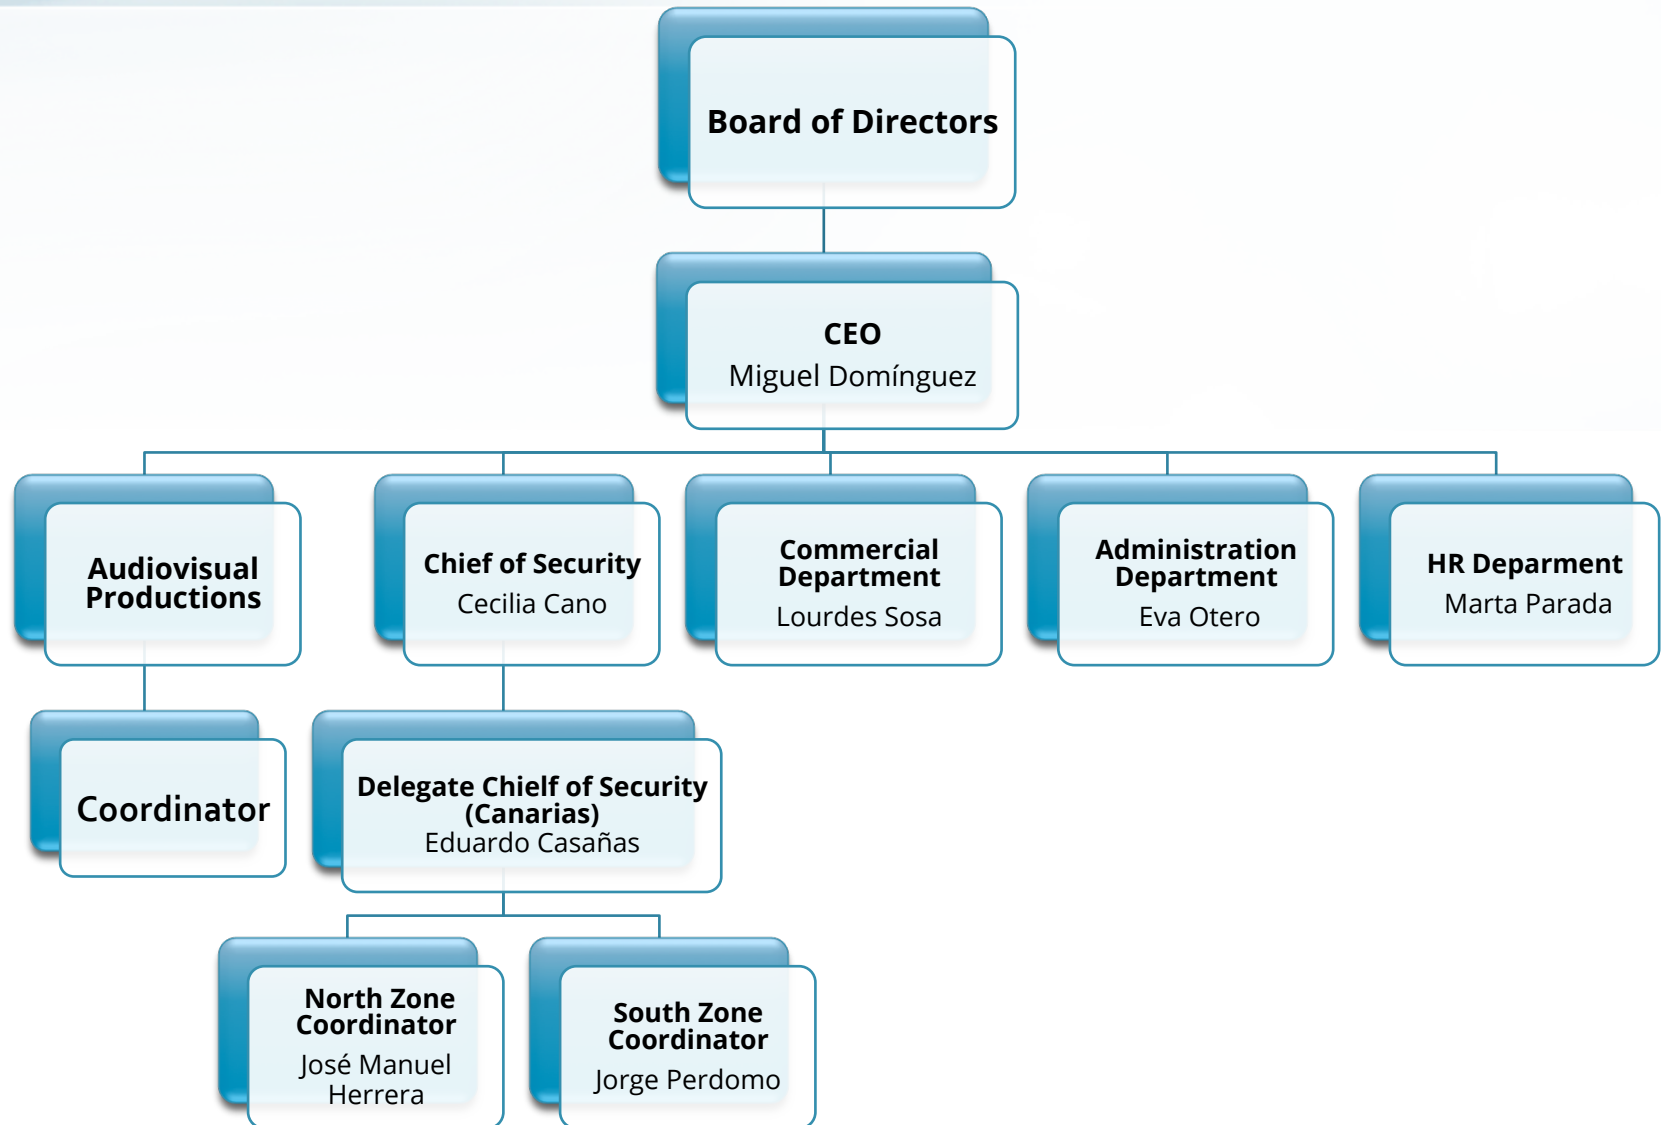 Board of Directors
CEO
Miguel Domínguez
Audiovisual
Productions
Chief of Security
Cecilia Cano
Commercial
Department
Lourdes Sosa
Administration
Department
Eva Otero
HR Deparment
Marta Parada
Coordinator
Delegate Chielf of Security
(Canarias)
Eduardo Casañas
North Zone
Coordinator
José Manuel
Herrera
South Zone
Coordinator
Jorge Perdomo